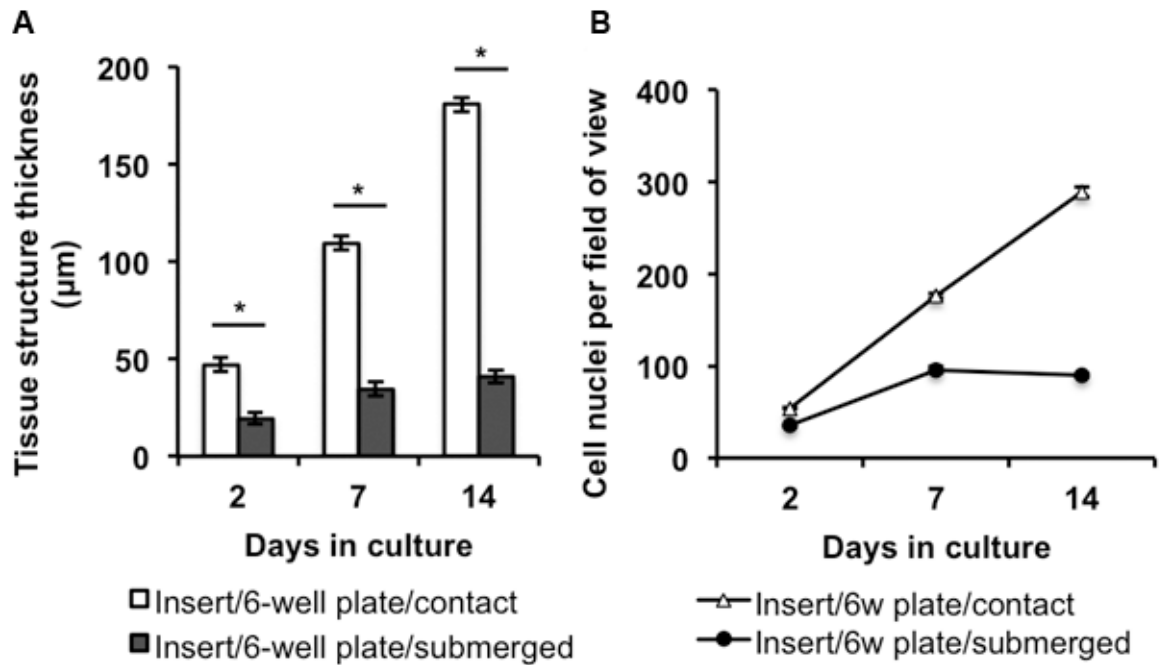 A
Tissue structure thickness
(µm)
200
150
100
50
0
*
*
*
2 7 14
Days in culture
Insert/6-well plate/contact
Insert/6-well plate/submerged
B
Cell nuclei per field of view
400
300
200
100
0
2 7 14
Days in culture
Insert/6w plate/contact
Insert/6w plate/submerged